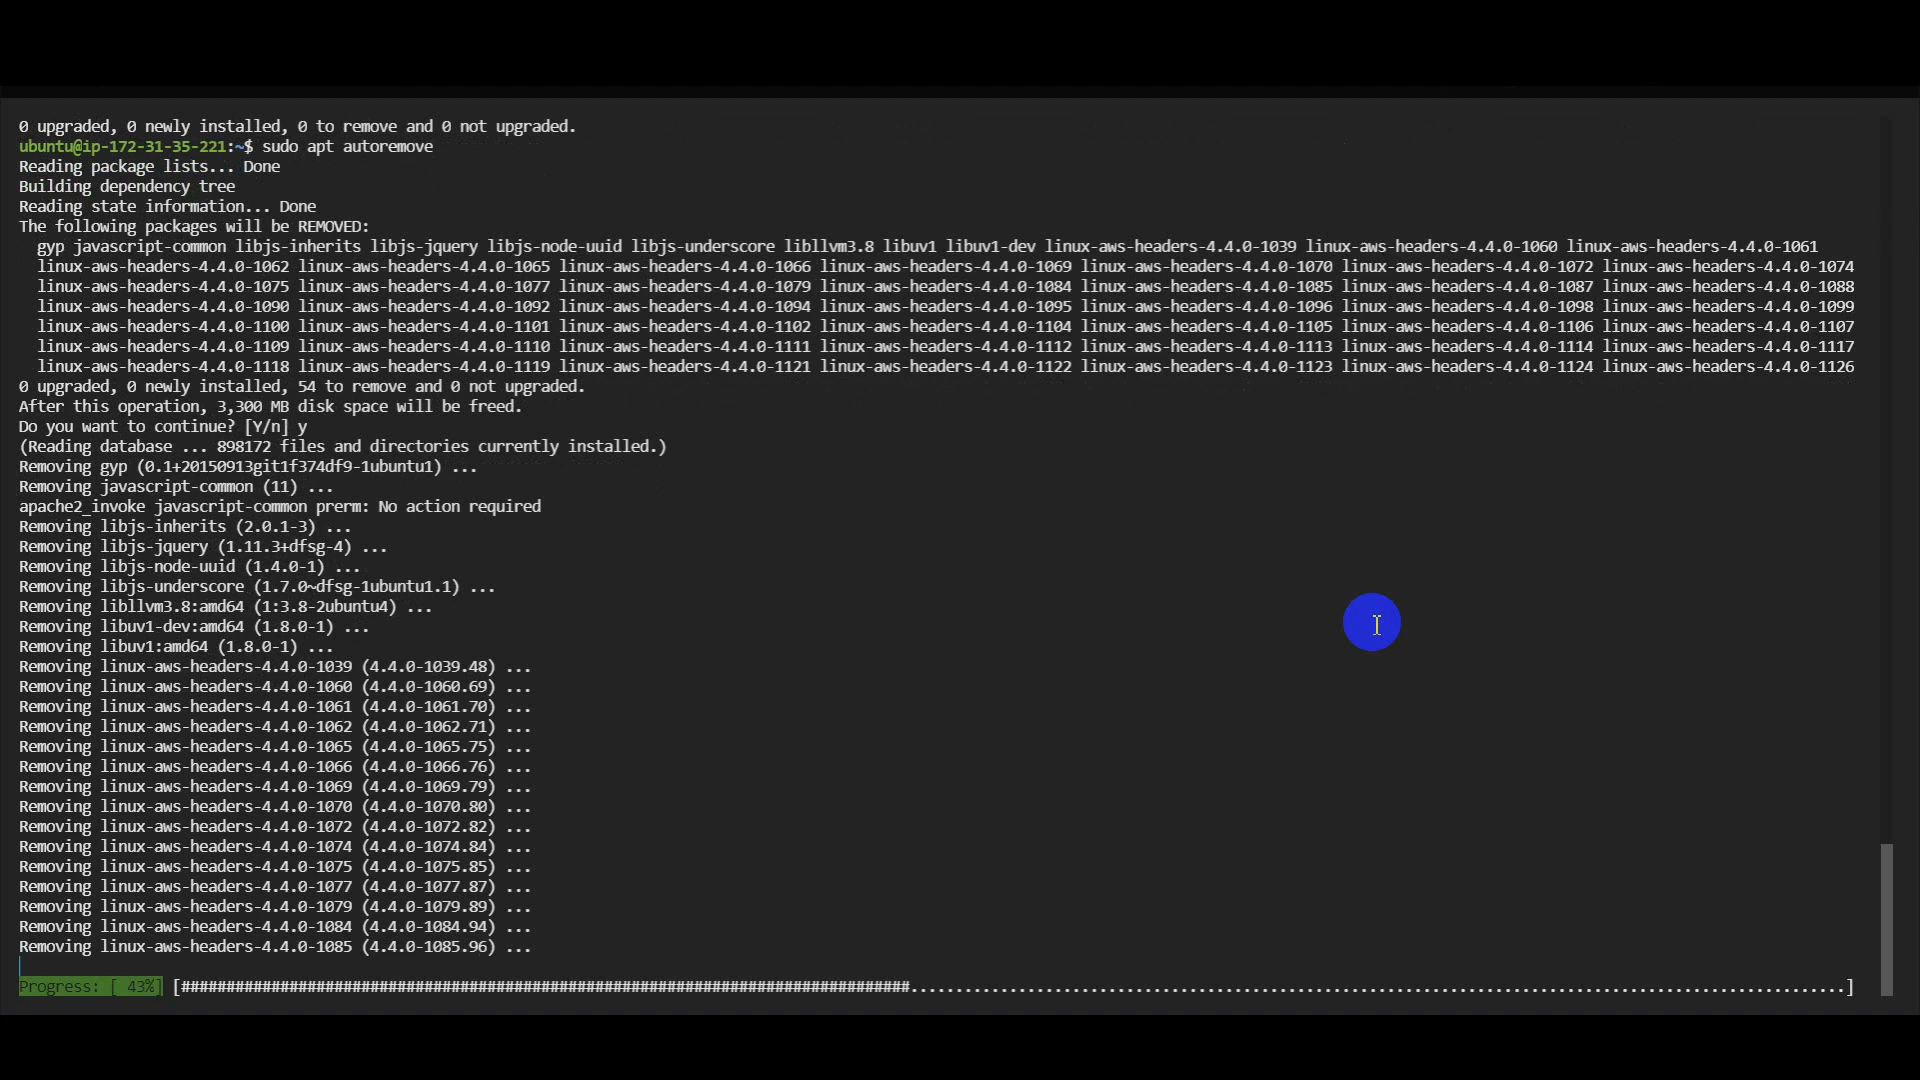 0 upgraded, 0 newly installed, 0 to remove and 0 not upgraded.
ubuntu@ip-172-31-35-221:~$ sudo apt autoremove
Reading package lists... Done
Building dependency tree
Reading state information... Done
The following packages will be REMOVED:
  gyp javascript-common libjs-inherits libjs-jquery libjs-node-uuid libjs-underscore libllvm3.8 libuv1 libuv1-dev linux-aws-headers-4.4.0-1039 linux-aws-headers-4.4.0-1060 linux-aws-headers-4.4.0-1061
  linux-aws-headers-4.4.0-1062 linux-aws-headers-4.4.0-1065 linux-aws-headers-4.4.0-1066 linux-aws-headers-4.4.0-1069 linux-aws-headers-4.4.0-1070 linux-aws-headers-4.4.0-1072 linux-aws-headers-4.4.0-1074
  linux-aws-headers-4.4.0-1075 linux-aws-headers-4.4.0-1077 linux-aws-headers-4.4.0-1079 linux-aws-headers-4.4.0-1084 linux-aws-headers-4.4.0-1085 linux-aws-headers-4.4.0-1087 linux-aws-headers-4.4.0-1088
  linux-aws-headers-4.4.0-1090 linux-aws-headers-4.4.0-1092 linux-aws-headers-4.4.0-1094 linux-aws-headers-4.4.0-1095 linux-aws-headers-4.4.0-1096 linux-aws-headers-4.4.0-1098 linux-aws-headers-4.4.0-1099
  linux-aws-headers-4.4.0-1100 linux-aws-headers-4.4.0-1101 linux-aws-headers-4.4.0-1102 linux-aws-headers-4.4.0-1104 linux-aws-headers-4.4.0-1105 linux-aws-headers-4.4.0-1106 linux-aws-headers-4.4.0-1107
  linux-aws-headers-4.4.0-1109 linux-aws-headers-4.4.0-1110 linux-aws-headers-4.4.0-1111 linux-aws-headers-4.4.0-1112 linux-aws-headers-4.4.0-1113 linux-aws-headers-4.4.0-1114 linux-aws-headers-4.4.0-1117
  linux-aws-headers-4.4.0-1118 linux-aws-headers-4.4.0-1119 linux-aws-headers-4.4.0-1121 linux-aws-headers-4.4.0-1122 linux-aws-headers-4.4.0-1123 linux-aws-headers-4.4.0-1124 linux-aws-headers-4.4.0-1126
0 upgraded, 0 newly installed, 54 to remove and 0 not upgraded.
After this operation, 3,300 MB disk space will be freed.
Do you want to continue? [Y/n] y
(Reading database ... 898172 files and directories currently installed.)
Removing gyp (0.1+20150913git1f374df9-1ubuntu1) ...
Removing javascript-common (11) ...
apache2_invoke javascript-common prerm: No action required
Removing libjs-inherits (2.0.1-3) ...
Removing libjs-jquery (1.11.3+dfsg-4) ...
Removing libjs-node-uuid (1.4.0-1) ...
Removing libjs-underscore (1.7.0~dfsg-1ubuntu1.1) ...
Removing libllvm3.8:amd64 (1:3.8-2ubuntu4) ...
Removing libuv1-dev:amd64 (1.8.0-1) ...
Removing libuv1:amd64 (1.8.0-1) ...
Removing linux-aws-headers-4.4.0-1039 (4.4.0-1039.48) ...
Removing linux-aws-headers-4.4.0-1060 (4.4.0-1060.69) ...
Removing linux-aws-headers-4.4.0-1061 (4.4.0-1061.70) ...
Removing linux-aws-headers-4.4.0-1062 (4.4.0-1062.71) ...
Removing linux-aws-headers-4.4.0-1065 (4.4.0-1065.75) ...
Removing linux-aws-headers-4.4.0-1066 (4.4.0-1066.76) ...
Removing linux-aws-headers-4.4.0-1069 (4.4.0-1069.79) ...
Removing linux-aws-headers-4.4.0-1070 (4.4.0-1070.80) ...
Removing linux-aws-headers-4.4.0-1072 (4.4.0-1072.82) ...
Removing linux-aws-headers-4.4.0-1074 (4.4.0-1074.84) ...
Removing linux-aws-headers-4.4.0-1075 (4.4.0-1075.85) ...
Removing linux-aws-headers-4.4.0-1077 (4.4.0-1077.87) ...
Removing linux-aws-headers-4.4.0-1079 (4.4.0-1079.89) ...
Removing linux-aws-headers-4.4.0-1084 (4.4.0-1084.94) ...
Removing linux-aws-headers-4.4.0-1085 (4.4.0-1085.96) ...
Progress: [ 43%] [#################################################################################........................................................................................................]